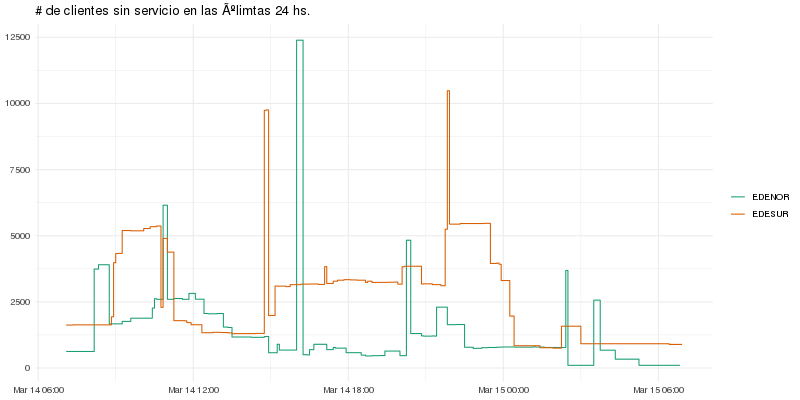 # de clientes sin servicio en las Ãºlimtas 24 hs.
12500
10000
7500
5000
2500
0
Mar 14 06:00
Mar 14 12:00
Mar 14 18:00
Mar 15 00:00
Mar 15 06:00
EDENOR
EDESUR